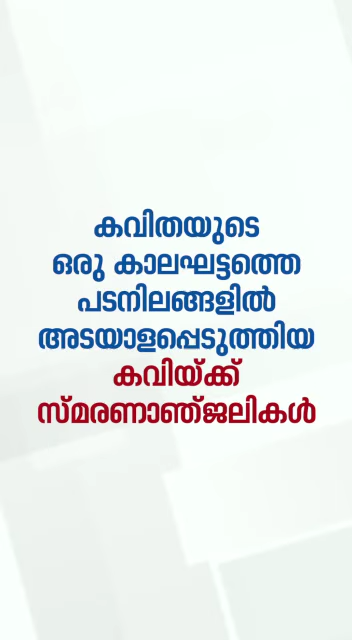 കവിതയുടെ
ഒരു കാലഘട്ടത്തെ
പടനിലങ്ങളിൽ
അടയാളപ്പെടുത്തിയ
കവിയ്ക്ക്
സ്മരണാഞ്ജലികൾ